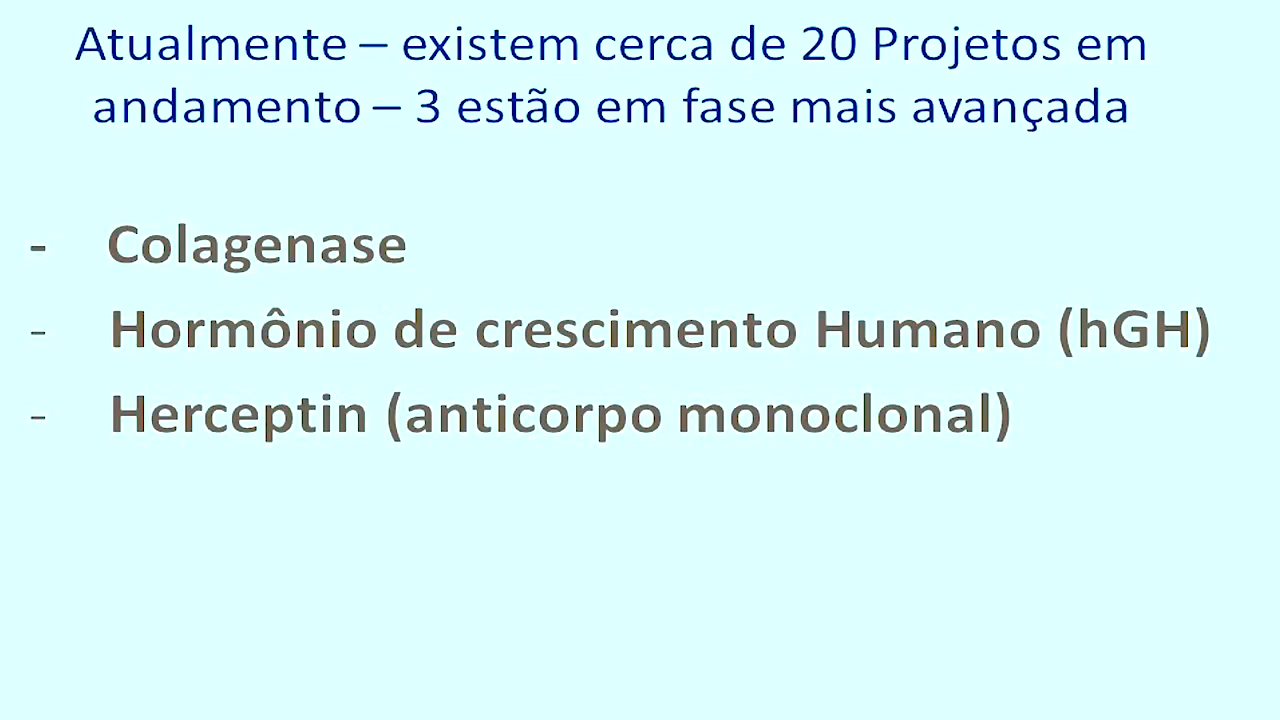 Atualmente – existem cerca de 20 Projetos em
andamento – 3 estão em fase mais avançada
- Colagenase
- Hormônio de crescimento Humano (hGH)
- Herceptin (anticorpo monoclonal)